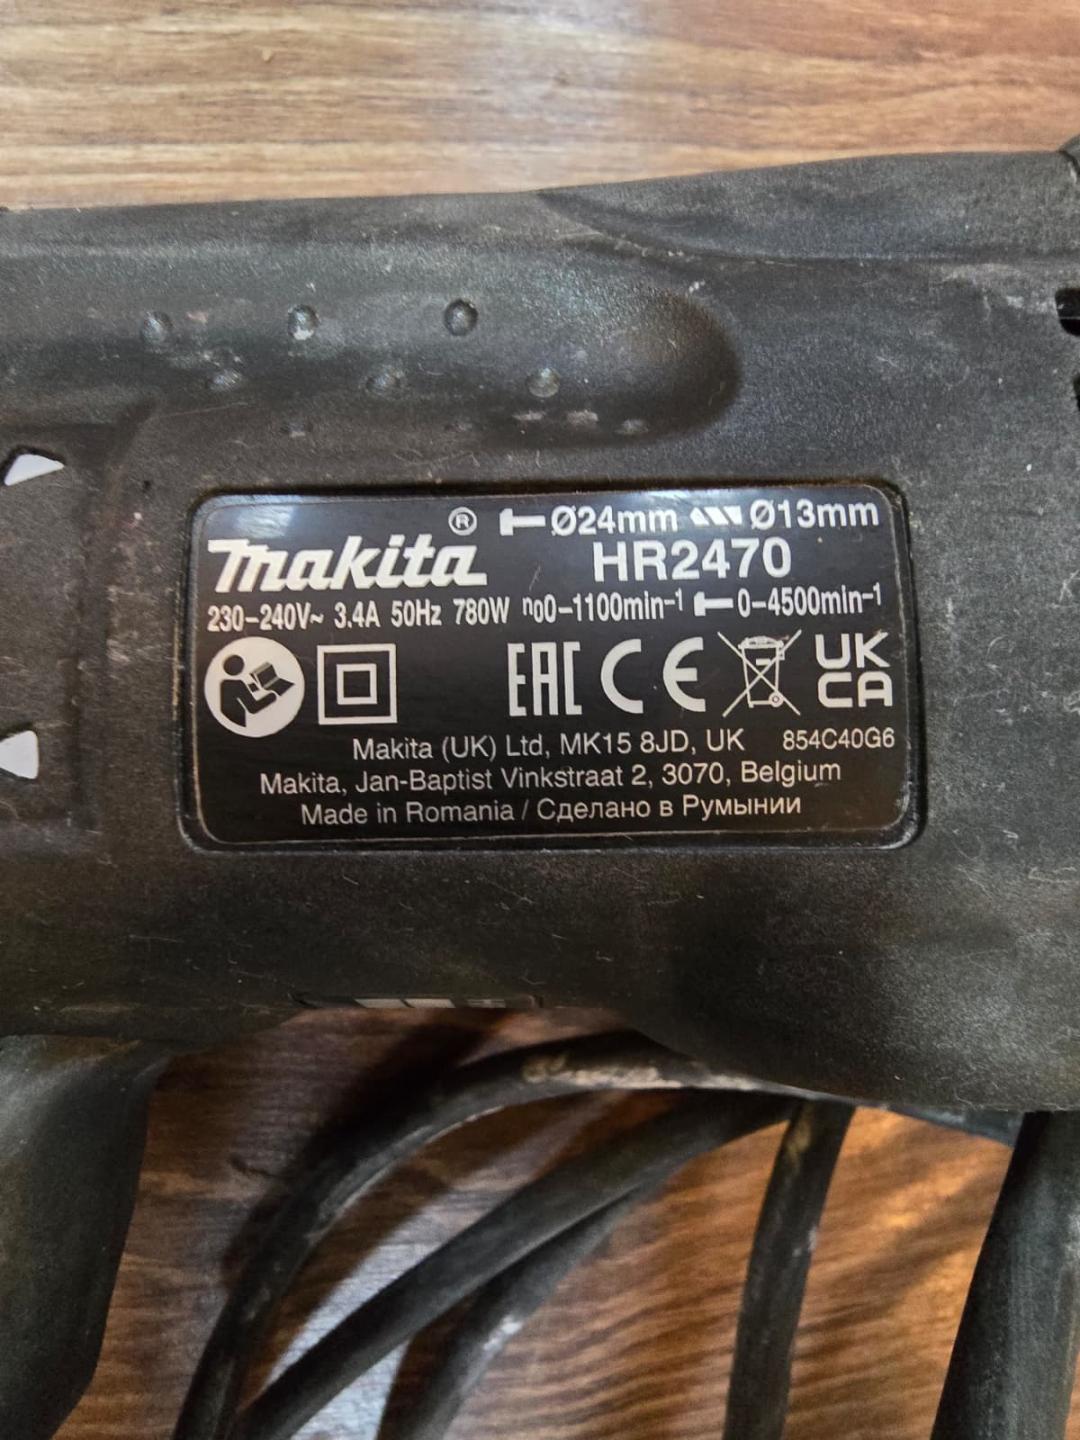 ® Ø24mm Ø13mm
makita HR2470
230-240V~ 3.4A 50Hz 780W n₀0-1100min⁻¹ 0-4500min⁻¹
EAC CE UK CA
Makita (UK) Ltd, MK15 8JD, UK 854C40G6
Makita, Jan-Baptist Vinkstraat 2, 3070, Belgium
Made in Romania / Сделано в Румынии